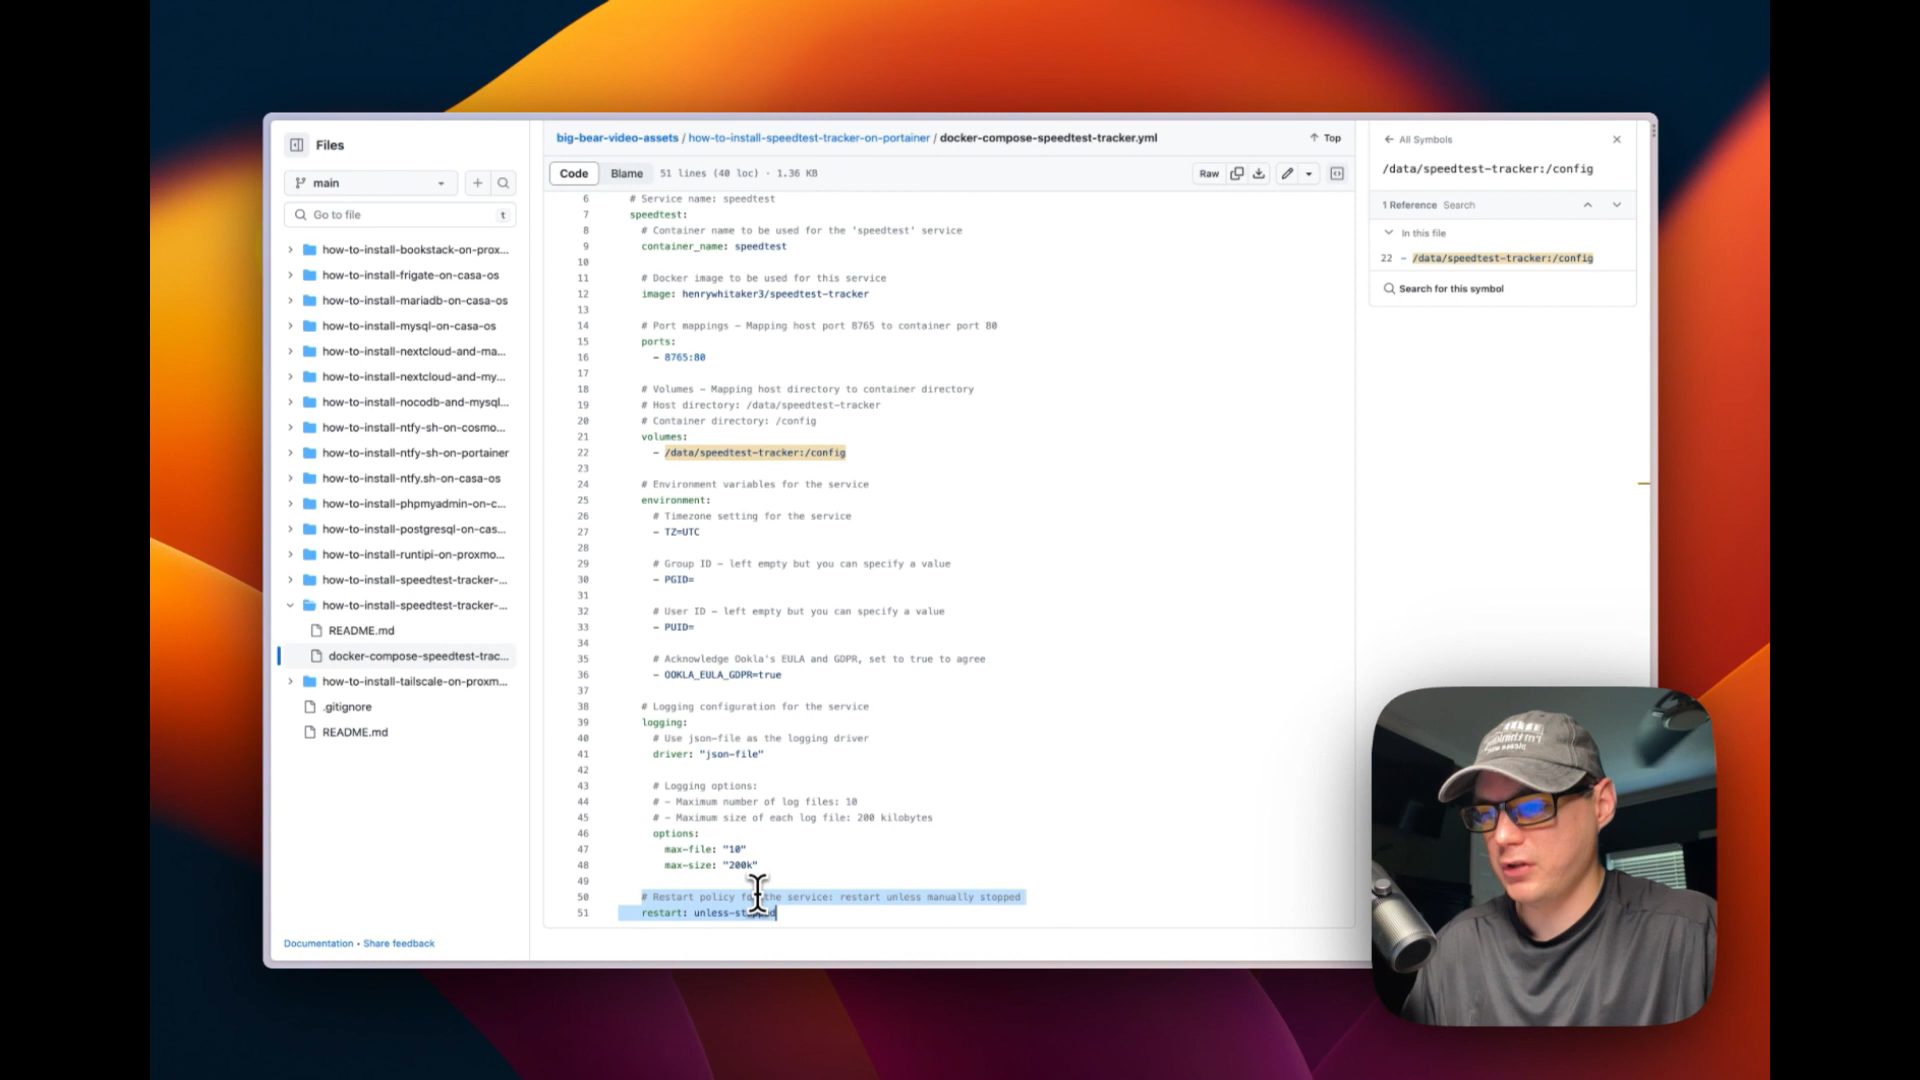 Files
main
Go to file
t
how-to-install-bookstack-on-prox...
how-to-install-frigate-on-casa-os
how-to-install-mariadb-on-casa-os
how-to-install-mysql-on-casa-os
how-to-install-nextcloud-and-ma...
how-to-install-nextcloud-and-my...
how-to-install-nocodb-and-mysql...
how-to-install-ntfy-sh-on-cosmo...
how-to-install-ntfy-sh-on-portainer
how-to-install-ntfy.sh-on-casa-os
how-to-install-phpmyadmin-on-c...
how-to-install-postgresql-on-cas...
how-to-install-runtipi-on-proxmo...
how-to-install-speedtest-tracker-...
how-to-install-speedtest-tracker-...
README.md
docker-compose-speedtest-trac...
how-to-install-tailscale-on-proxm...
.gitignore
README.md
Documentation • Share feedback
big-bear-video-assets / how-to-install-speedtest-tracker-on-portainer / docker-compose-speedtest-tracker.yml
Top
Code Blame 51 lines (40 loc) · 1.36 KB
Raw
6 # Service name: speedtest
7 speedtest:
8 # Container name to be used for the 'speedtest' service
9 container_name: speedtest
10
11 # Docker image to be used for this service
12 image: henrywhitaker3/speedtest-tracker
13
14 # Port mappings - Mapping host port 8765 to container port 80
15 ports:
16 - 8765:80
17
18 # Volumes - Mapping host directory to container directory
19 # Host directory: /data/speedtest-tracker
20 # Container directory: /config
21 volumes:
22 - /data/speedtest-tracker:/config
23
24 # Environment variables for the service
25 environment:
26 # Timezone setting for the service
27 - TZ=UTC
28
29 # Group ID - left empty but you can specify a value
30 - PGID=
31
32 # User ID - left empty but you can specify a value
33 - PUID=
34
35 # Acknowledge Ookla's EULA and GDPR, set to true to agree
36 - OOKLA_EULA_GDPR=true
37
38 # Logging configuration for the service
39 logging:
40 # Use json-file as the logging driver
41 driver: "json-file"
42
43 # Logging options:
44 # - Maximum number of log files: 10
45 # - Maximum size of each log file: 200 kilobytes
46 options:
47 max-file: "10"
48 max-size: "200k"
49
50 # Restart policy for the service: restart unless manually stopped
51 restart: unless-stopped
All Symbols
/data/speedtest-tracker:/config
1 Reference Search
In this file
22 - /data/speedtest-tracker:/config
Search for this symbol